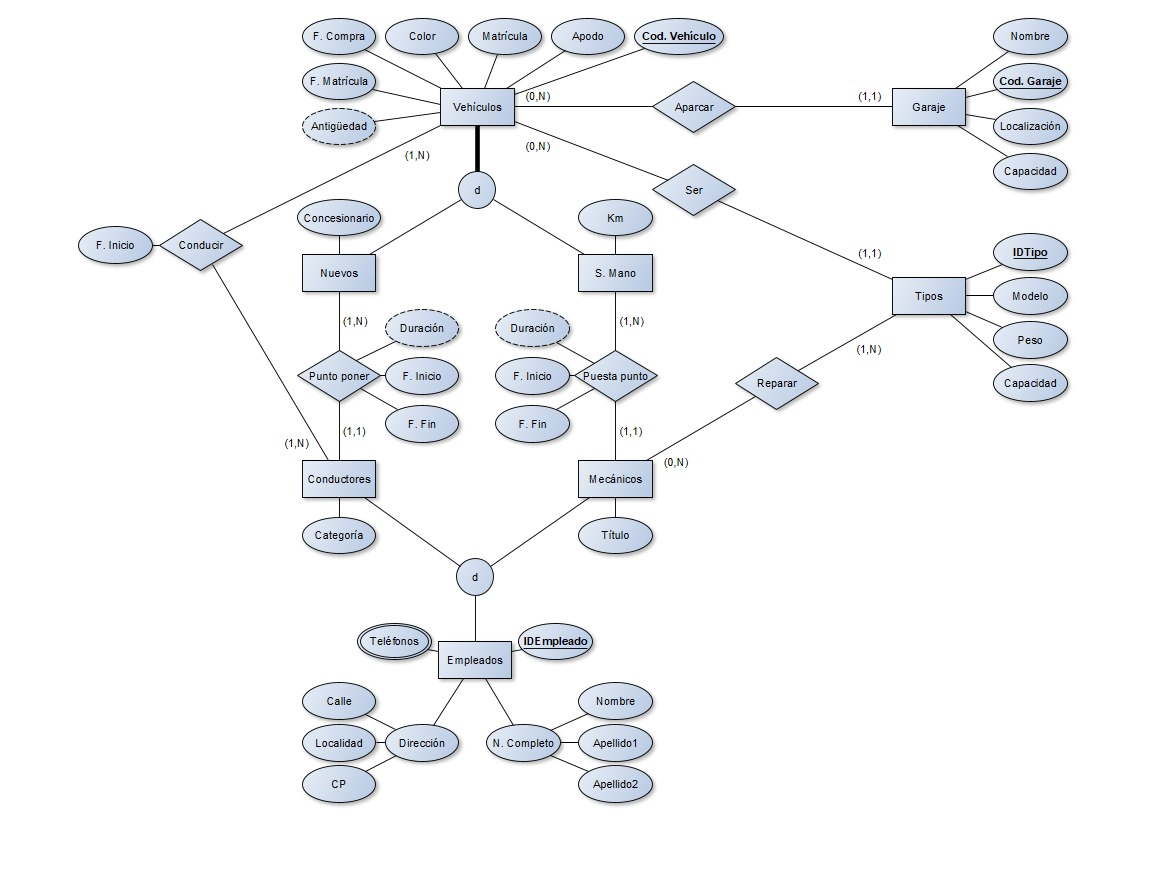 F. Compra
Color
Matrícula
Apodo
Cod. Vehículo
Nombre
F. Matrícula
Cod. Garaje
Vehículos
(0,N)
Aparcar
(1,1)
Garaje
Antigüedad
Localización
(1,N)
(0,N)
Capacidad
d
Ser
Concesionario
Km
F. Inicio
Conducir
(1,1)
IDTipo
Nuevos
S. Mano
Tipos
Modelo
(1,N)
Duración
Duración
(1,N)
Peso
(1,N)
Punto poner
F. Inicio
F. Inicio
Puesta punto
Reparar
Capacidad
F. Fin
F. Fin
(1,N)
(1,1)
(1,1)
(0,N)
Conductores
Mecánicos
Categoría
Título
d
Teléfonos
IDEmpleado
Empleados
Calle
Nombre
Localidad
Dirección
N. Completo
Apellido1
CP
Apellido2